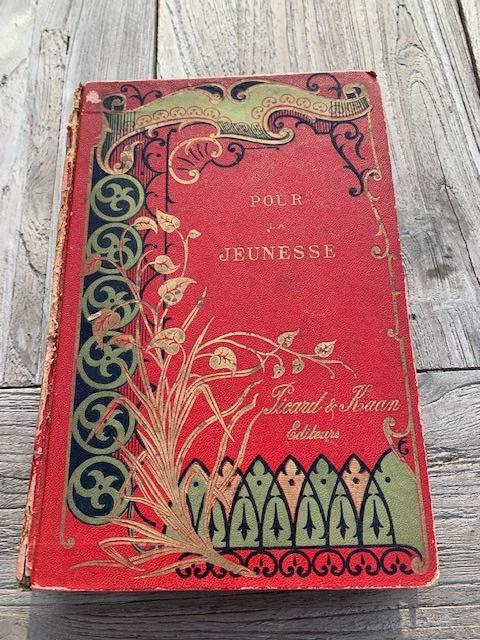 POUR
LA
JEUNESSE
Picard & Kaan
Editeurs